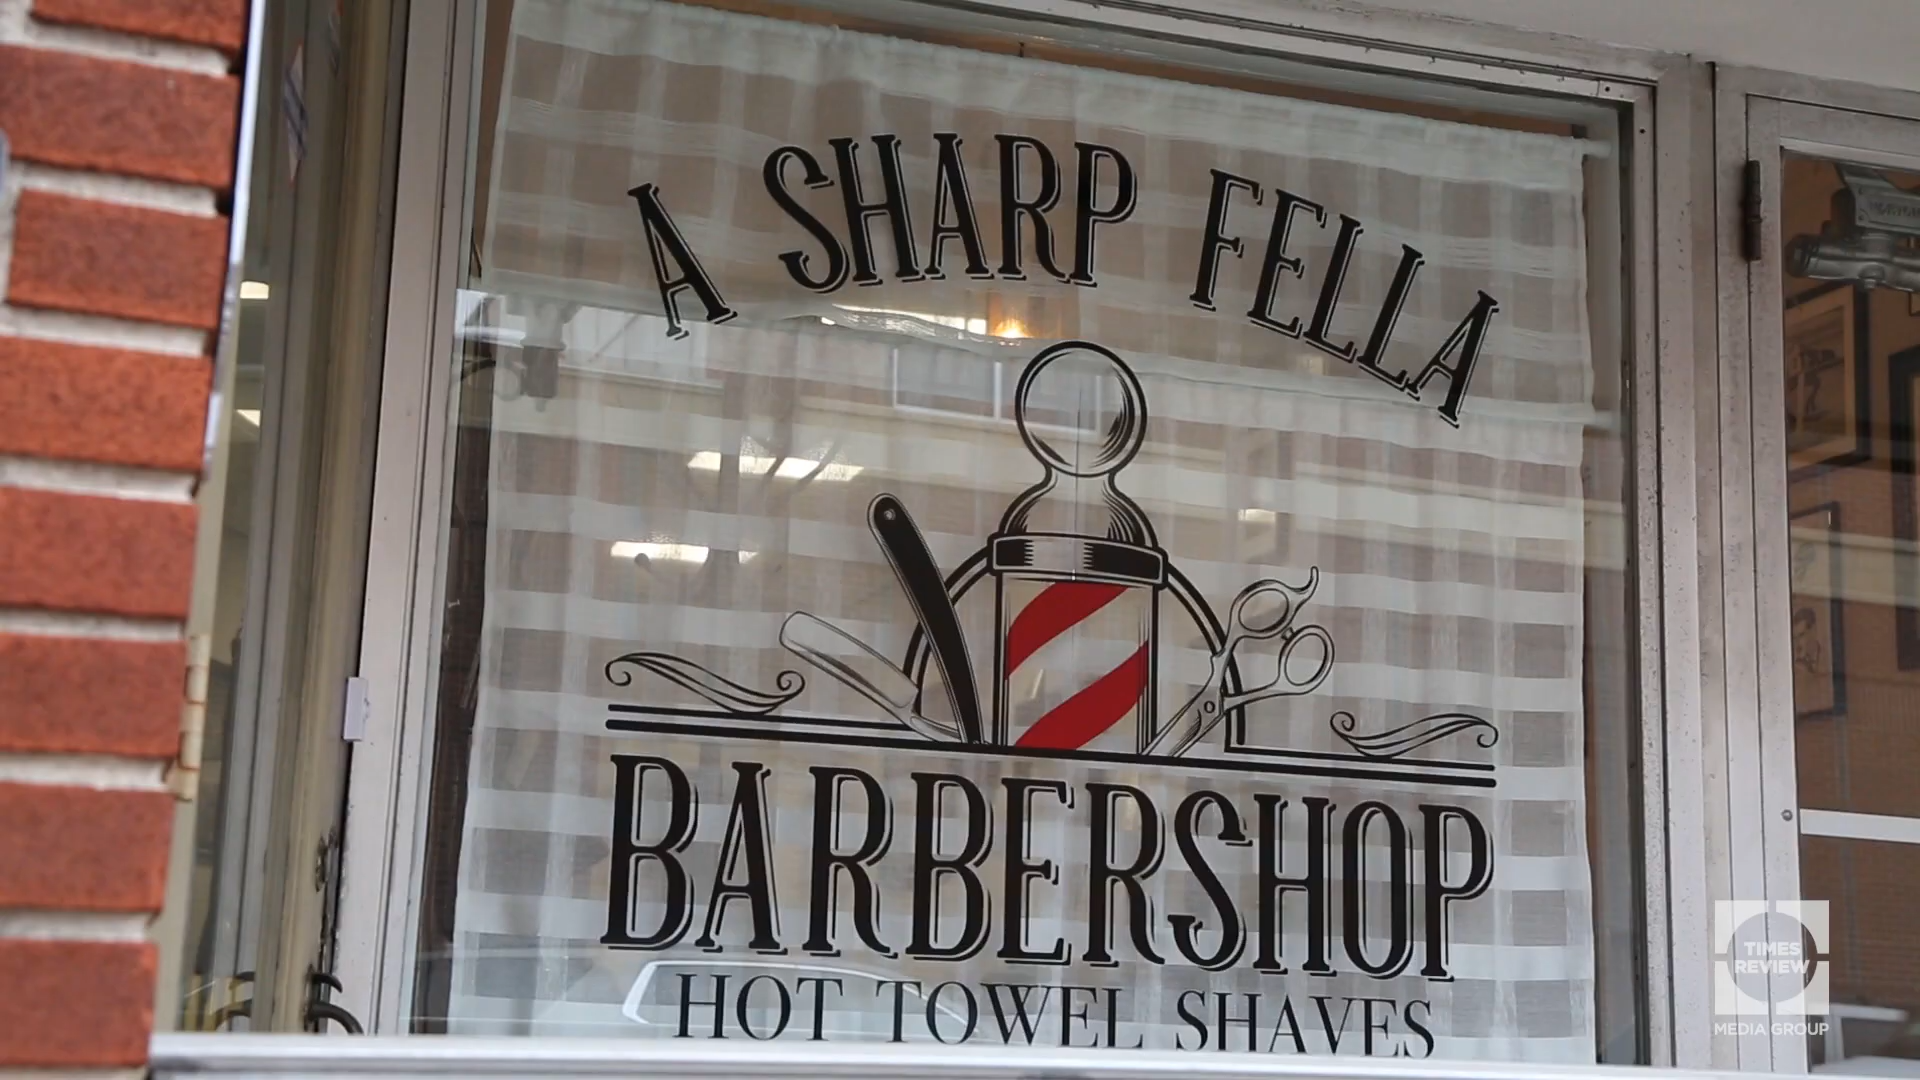 A SHARP FELLA
BARBERSHOP
HOT TOWEL SHAVES
TIMES
REVIEW
MEDIA GROUP